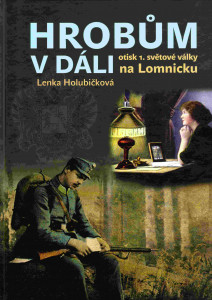 HROBŮM
V DÁLI
otisk 1. světové války
na Lomnicku
Lenka Holubičková